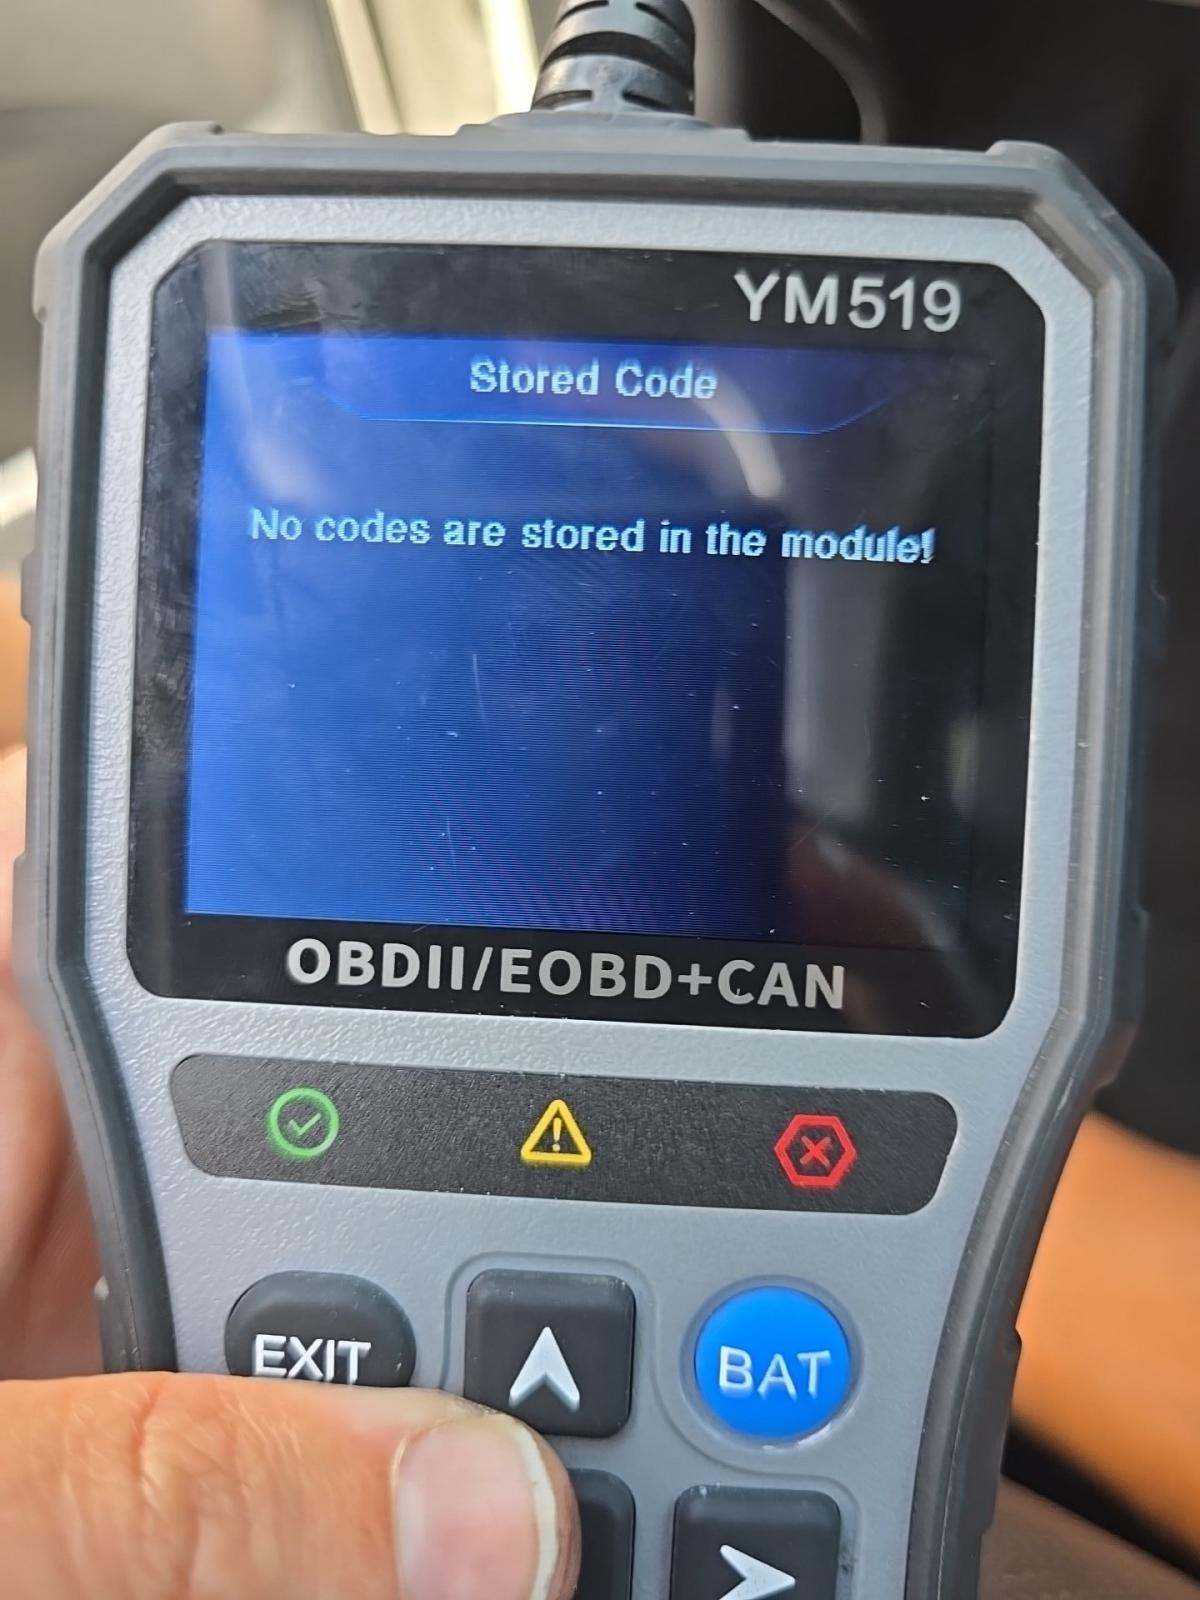 YM519
Stored Code
No codes are stored in the module!
OBDII/EOBD+CAN
EXIT
BAT